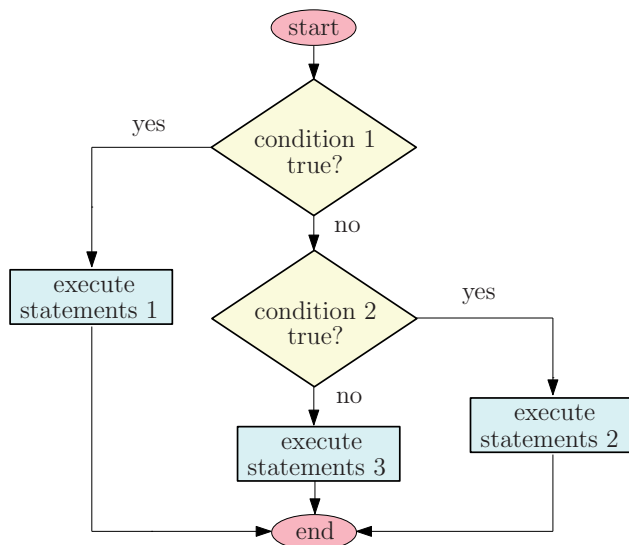 start
yes
condition 1
true?
no
execute
statements 1
condition 2
true?
yes
no
execute
statements 2
execute
statements 3
end